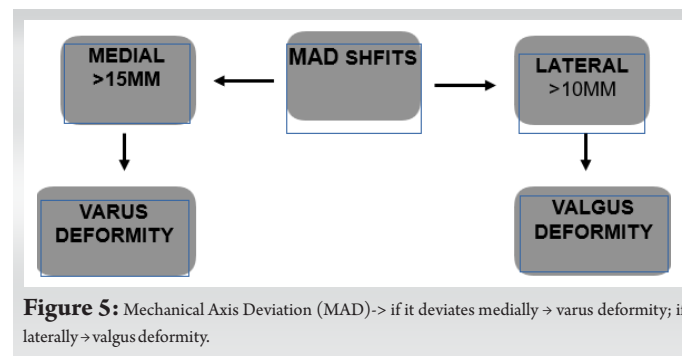 MEDIAL
>15MM
MAD SHFITS
LATERAL
>10MM
VARUS
DEFORMITY
VALGUS
DEFORMITY
Figure 5: Mechanical Axis Deviation (MAD)-> if it deviates medially → varus deformity;
laterally→valgus deformity.